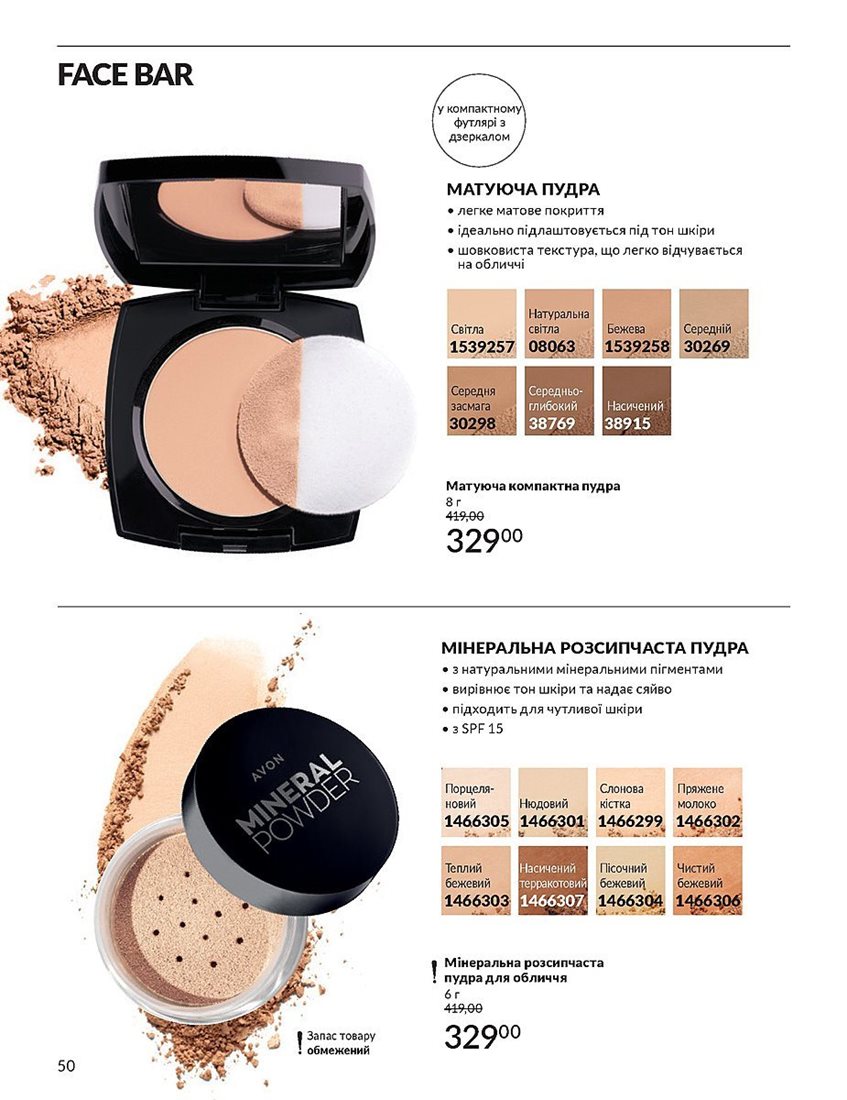 FACE BAR
у компактному
футлярі з
дзеркалом
МАТУЮЧА ПУДРА
• легке матове покриття
• ідеально підлаштовується під тон шкіри
• шовковиста текстура, що легко відчувається
на обличчі
Світла
1539257
Натуральна
світла
08063
Бежева
1539258
Середній
30269
Середня
засмага
30298
Середньо-
глибокий
38769
Насичений
38915
Матуюча компактна пудра
8 г
419,00
329 00
МІНЕРАЛЬНА РОЗСИПЧАСТА ПУДРА
• з натуральними мінеральними пігментами
• вирівнює тон шкіри та надає сяйво
• підходить для чутливої шкіри
• з SPF 15
AVON
MINERAL
POWDER
Порцеля-
новий
1466305
Нюдовий
1466301
Слонова
кістка
1466299
Пряжене
молоко
1466302
Теплий
бежевий
1466303
Насичений
терракотовий
1466307
Пісочний
бежевий
1466304
Чистий
бежевий
1466306
! Мінеральна розсипчаста
пудра для обличчя
6 г
419,00
329 00
! Запас товару
обмежений
50